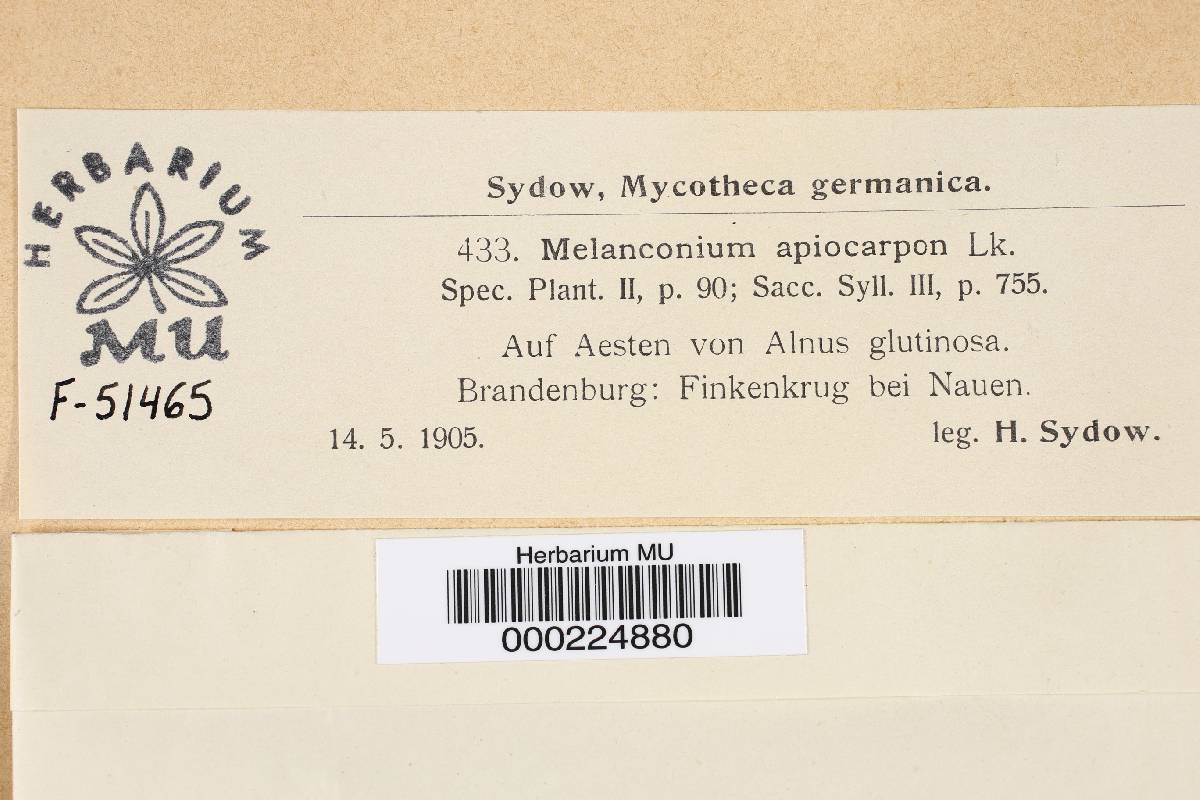 HERBARIUM
MU
F-51465
Sydow, Mycotheca germanica.
433. Melanconium apiocarpon Lk.
Spec. Plant. II, p. 90; Sacc. Syll. III, p. 755.
Auf Aesten von Alnus glutinosa.
Brandenburg: Finkenkrug bei Nauen.
14. 5. 1905. leg. H. Sydow.
Herbarium MU
000224880